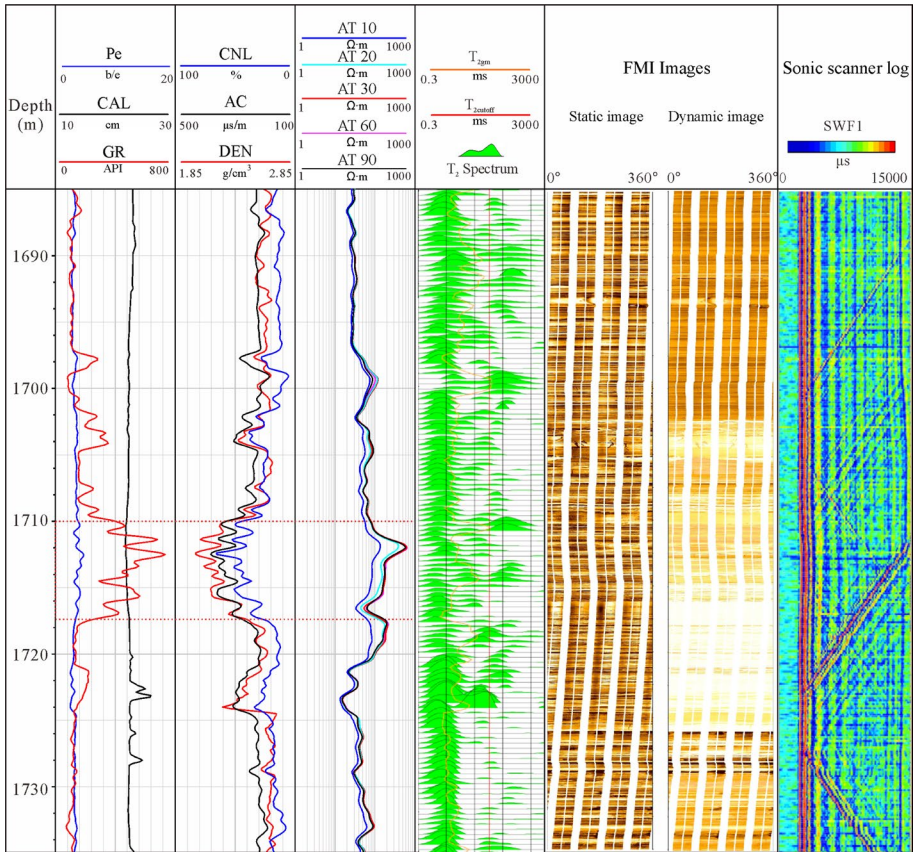 Depth
(m)
Pe
0 b/e 20
CAL
10 cm 30
GR
0 API 800
CNL
100 % 0
AC
500 μs/m 100
DEN
1.85 g/cm³ 2.85
AT 10
1 Ω·m 1000
AT 20
1 Ω·m 1000
AT 30
1 Ω·m 1000
AT 60
1 Ω·m 1000
AT 90
1 Ω·m 1000
T2gm
0.3 ms 3000
T2cutoff
0.3 ms 3000
T2 Spectrum
FMI Images
Static image Dynamic image
0° 360° 0° 360°
Sonic scanner log
SWF1
μs
0 15000
1690
1700
1710
1720
1730